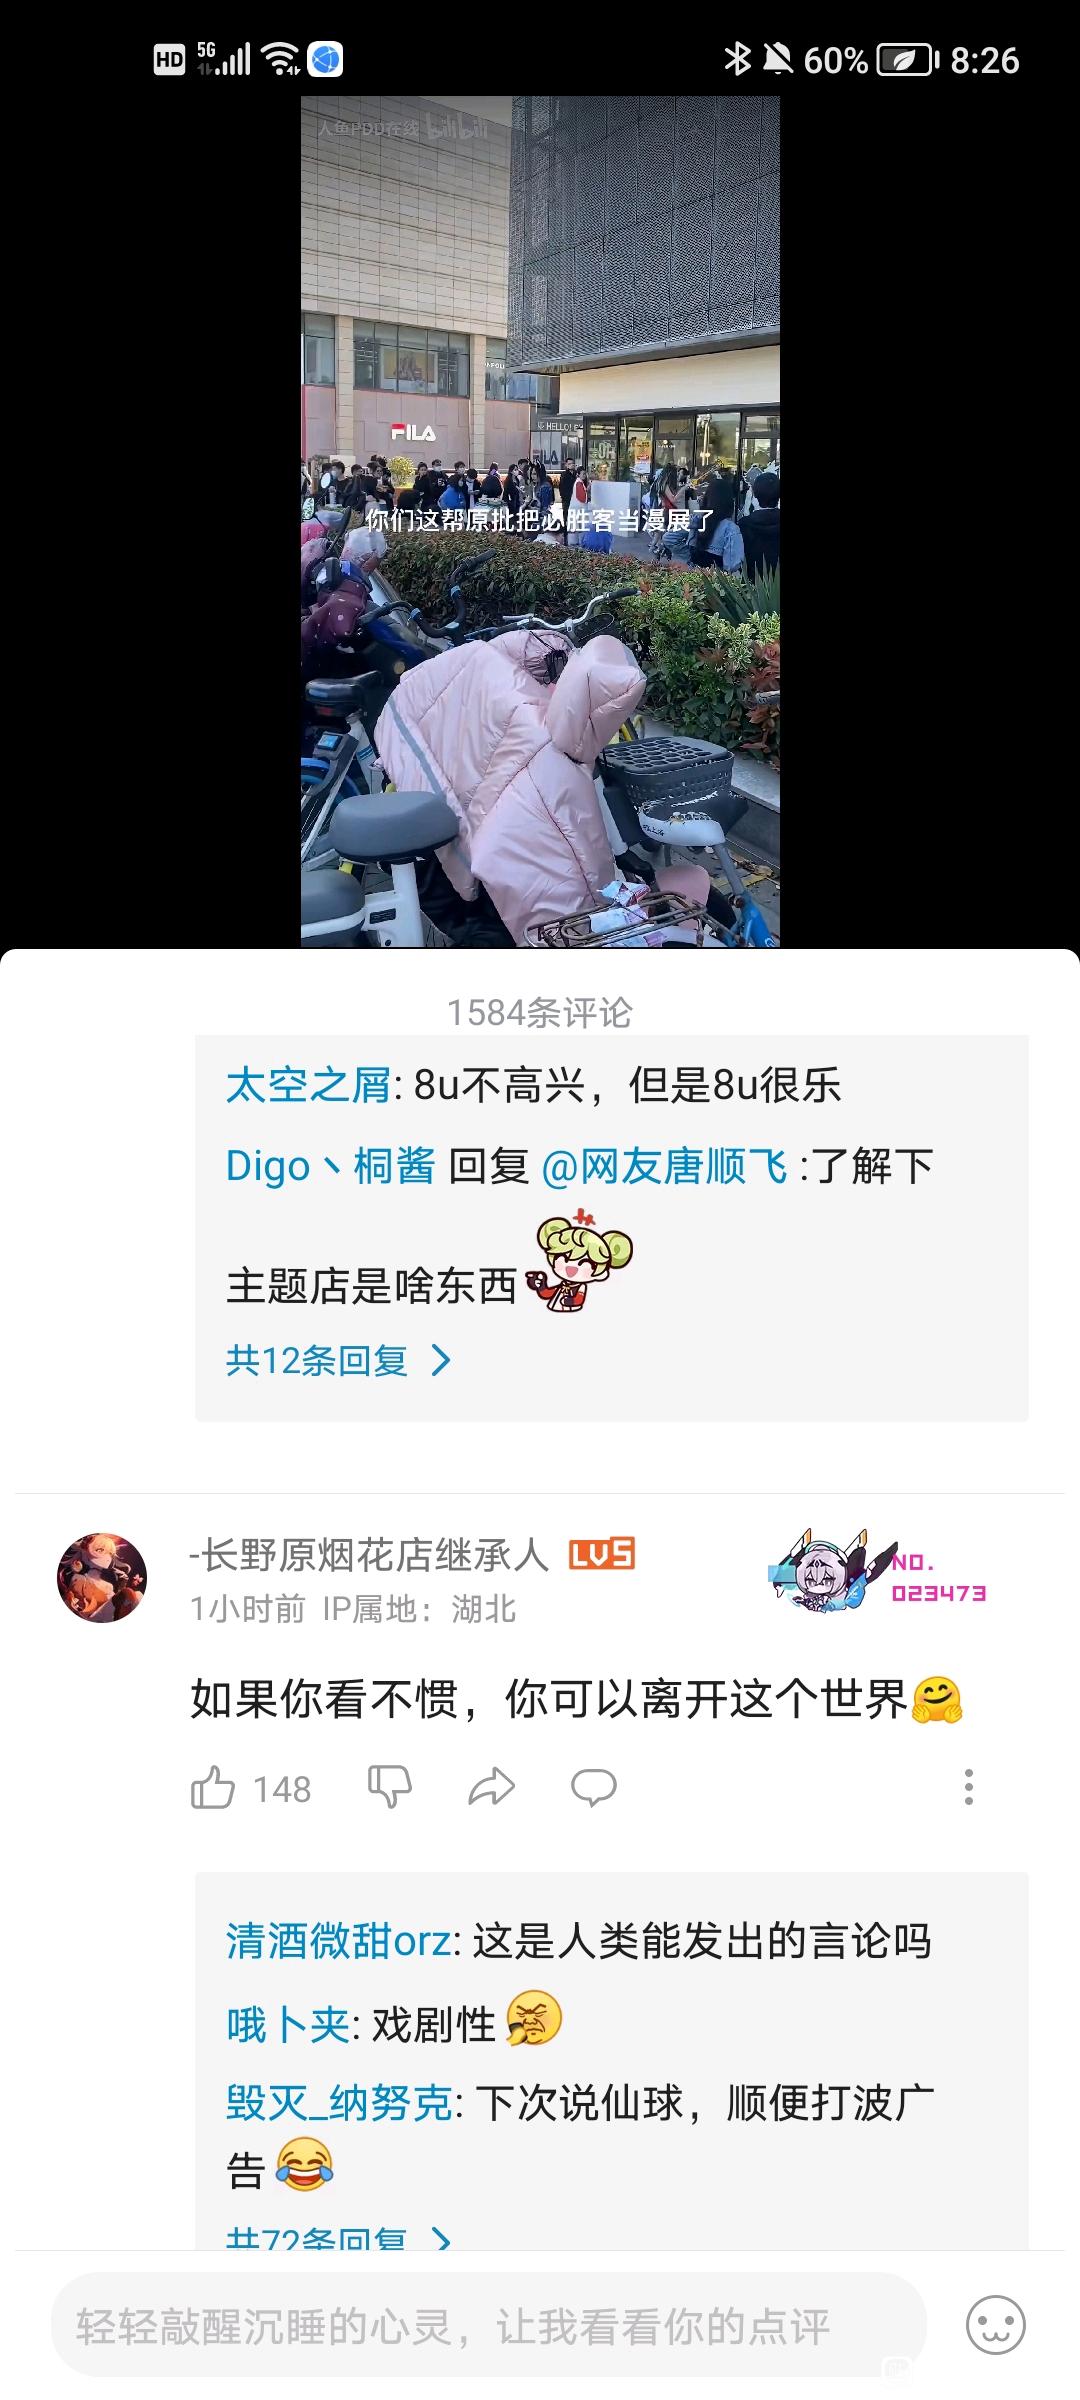 HD 5G 60% 8:26
人鱼PDD在线 bilibili
FILA
HELLO!
FILA
你们这帮原批把必胜客当漫展了
1584条评论
太空之屑: 8u不高兴，但是8u很乐
Digo丶桐酱 回复 @网友唐顺飞 :了解下
主题店是啥东西
共12条回复
-长野原烟花店继承人 LV5
NO.
023473
1小时前 IP属地：湖北
如果你看不惯，你可以离开这个世界
148
清酒微甜orz: 这是人类能发出的言论吗
哦卜夹: 戏剧性
毁灭_纳努克: 下次说仙球，顺便打波广
告
共72条回复
轻轻敲醒沉睡的心灵，让我看看你的点评